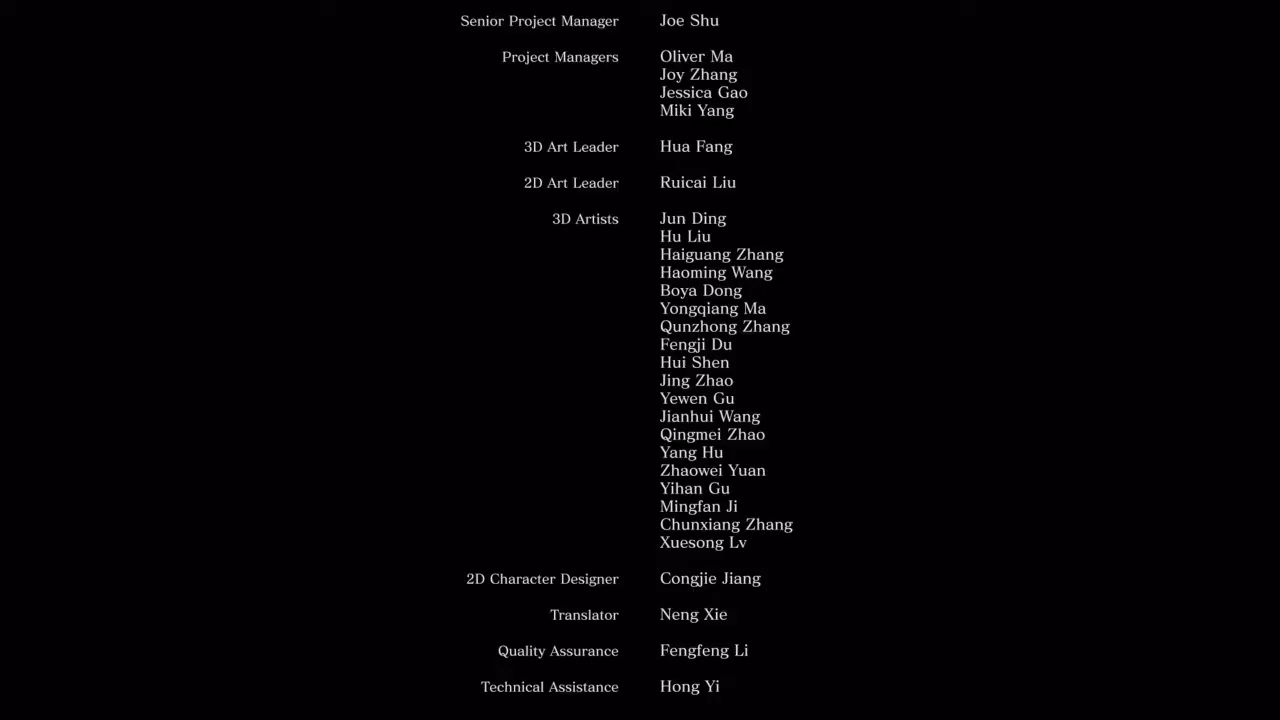 Senior Project Manager Joe Shu
Project Managers Oliver Ma
Joy Zhang
Jessica Gao
Miki Yang
3D Art Leader Hua Fang
2D Art Leader Ruicai Liu
3D Artists Jun Ding
Hu Liu
Haiguang Zhang
Haoming Wang
Boya Dong
Yongqiang Ma
Qunzhong Zhang
Fengji Du
Hui Shen
Jing Zhao
Yewen Gu
Jianhui Wang
Qingmei Zhao
Yang Hu
Zhaowei Yuan
Yihan Gu
Mingfan Ji
Chunxiang Zhang
Xuesong Lv
2D Character Designer Congjie Jiang
Translator Neng Xie
Quality Assurance Fengfeng Li
Technical Assistance Hong Yi